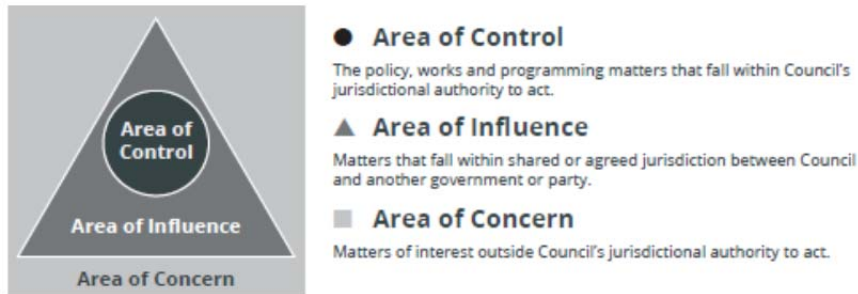 Area of
Control
Area of Influence
Area of Concern
Area of Control
The policy, works and programming matters that fall within Council's
jurisdictional authority to act.
Area of Influence
Matters that fall within shared or agreed jurisdiction between Council
and another government or party.
Area of Concern
Matters of interest outside Council's jurisdictional authority to act.